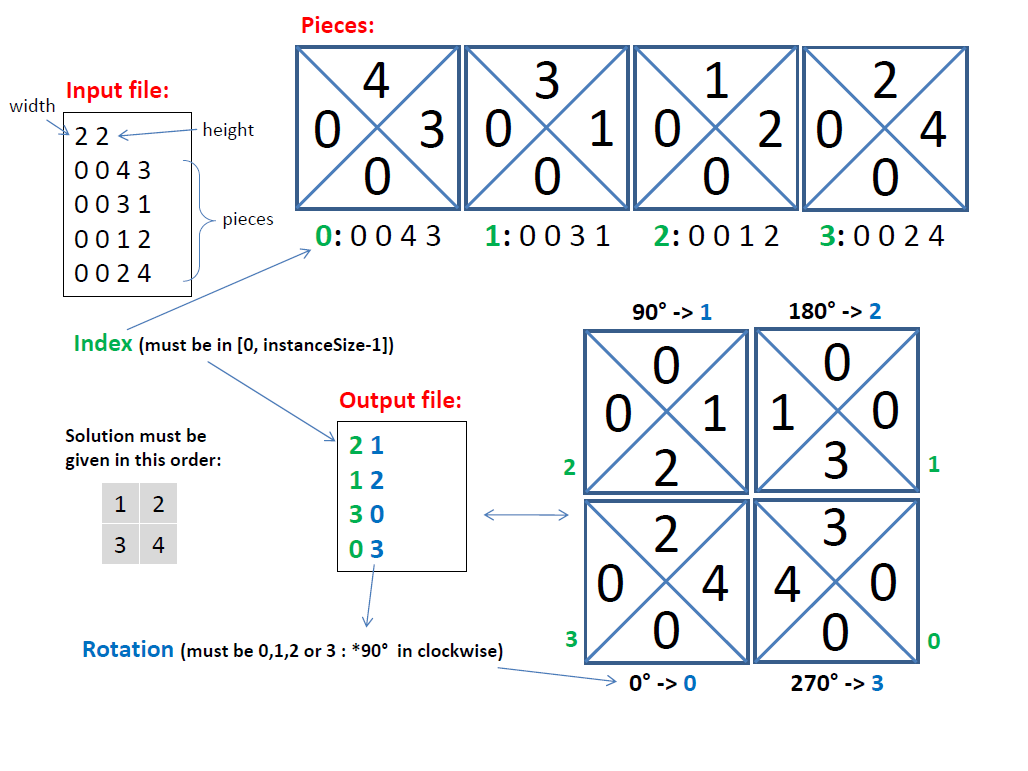 Pieces:
4
0 3
0
3
0 1
0
1
0 2
0
2
0 4
0
0: 0 0 4 3
1: 0 0 3 1
2: 0 0 1 2
3: 0 0 2 4
Input file:
width
height
2 2
0 0 4 3
0 0 3 1
0 0 1 2
0 0 2 4
pieces
Index (must be in [0, instanceSize-1])
Output file:
2 1
1 2
3 0
0 3
Solution must be
given in this order:
1 2
3 4
Rotation (must be 0,1,2 or 3 : *90° in clockwise)
90° -> 1
180° -> 2
0
0 1
2
2
0
1 0
3
1
2
0 4
0
3
3
4 0
0
0
0° -> 0
270° -> 3